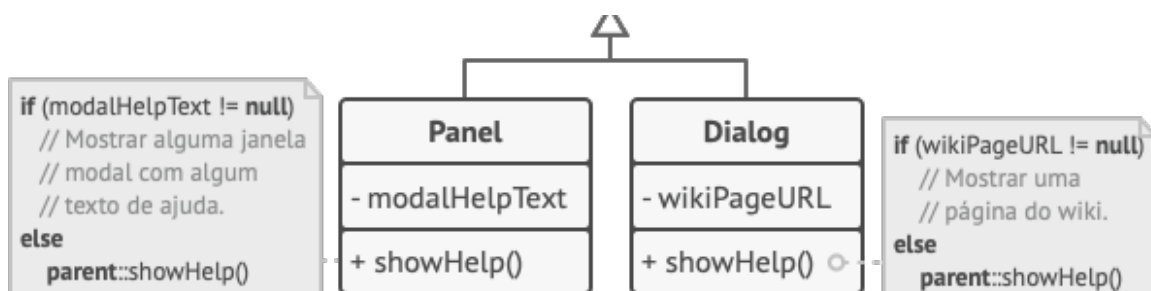 if (modalHelpText != null)
// Mostrar alguma janela
// modal com algum
// texto de ajuda.
else
parent::showHelp()
Panel
- modalHelpText
+ showHelp()
Dialog
- wikiPageURL
+ showHelp()
if (wikiPageURL != null)
// Mostrar uma
// página do wiki.
else
parent::showHelp()